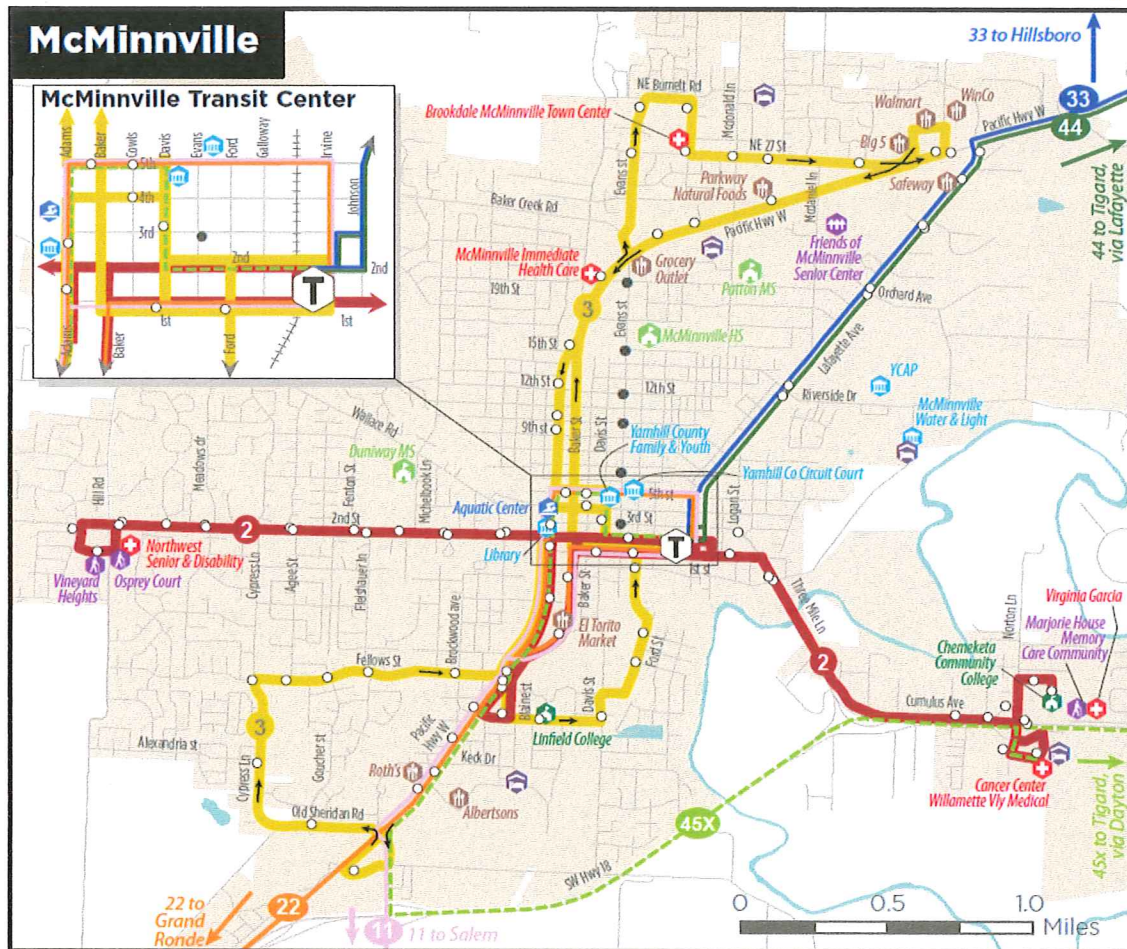 McMinnville
McMinnville Transit Center
Adams
Baker
Cowls
Davis
Evans
Ford
Galloway
Irvine
Johnson
5th
4th
3rd
2nd
2nd
T
1st
1st
Adams
Baker
Ford
33 to Hillsboro
33
44
44 to Tigard,
via Lafayette
NE Burnett Rd
Brookdale McMinnville Town Center
Mcdonald ln
Walmart
WinCo
Pacific Hwy W
Big 5
NE 27 St
Evans st
Parkway
Natural Foods
Mcdaniel ln
Safeway
Baker Creek Rd
Pacific Hwy W
Friends of
McMinnville
Senior Center
McMinnville Immediate
Health Care
Grocery
Outlet
Patton MS
19th St
Orchard Ave
3
Evans st
McMinnville HS
Lafayette Ave
15th St
12th St
12th St
YCAP
Riverside Dr
McMinnville
Water & Light
Wallace Rd
9th st
Baker St
Davis St
Yamhill County
Family & Youth
Duniway MS
Yamhill Co Circuit Court
Hill Rd
Meadows dr
Fenton St
Michelbook Ln
Aquatic Center
5th st
2nd St
3rd St
Logan St
2
T
Library
1st st
Northwest
Senior & Disability
Vineyard
Heights
Osprey Court
Cypress Ln
Agee St
Fleishauer ln
Brockwood ave
Baker St
El Torito
Market
Three Mile Ln
Norton Ln
Virginia Garcia
Marjorie House
Memory
Care Community
Chemeketa
Community
College
Fellows St
Ford St
2
Cumulus Ave
3
Blaine st
Davis St
Linfield College
Alexandria st
Goucher st
Pacific
Hwy W
Keck Dr
Cypress Ln
Roth's
Albertsons
Old Sheridan Rd
Cancer Center
Willamette Vly Medical
45X
SW Hwy 18
45x to Tigard,
via Dayton
22 to
Grand
Ronde
22
11
11 to Salem
0
0.5
1.0
Miles